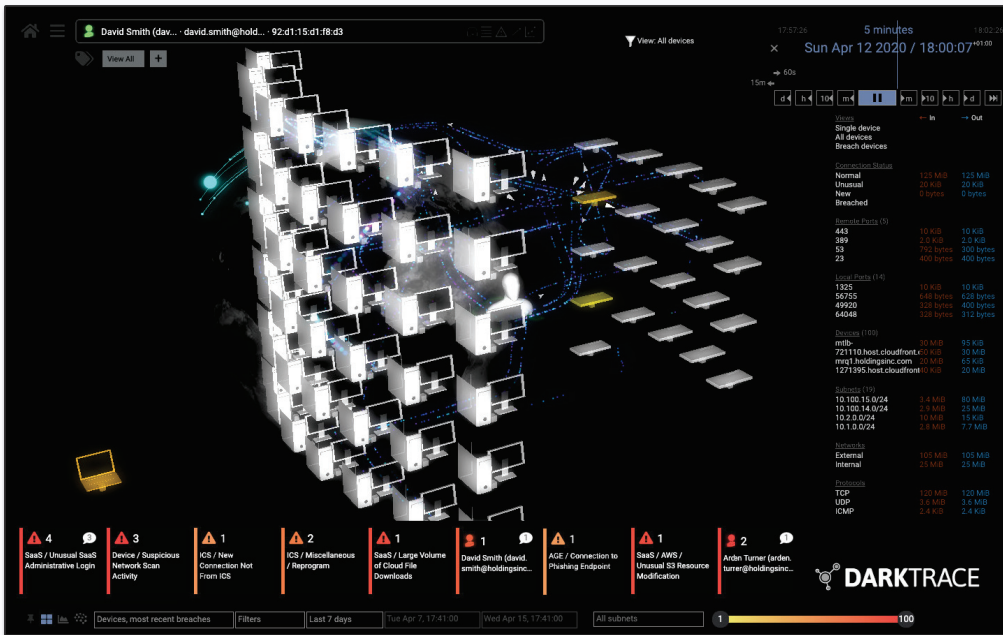 David Smith (dav... · david.smith@hold... · 92:d1:15:d1:f8:d3
View All
+
View: All devices
17:57:26
5 minutes
18:02:26
Sun Apr 12 2020 / 18:00:07 +01:00
60s
15m
d
h
10
m
m
10
h
d
Views
In
Out
Single device
All devices
Breach devices
Connection Status
Normal 125 MiB 125 MiB
Unusual 20 KiB 20 KiB
New 0 bytes 0 bytes
Breached
Remote Ports (5)
443 10 KiB 10 KiB
389 2.0 KiB 2.0 KiB
53 792 bytes 300 bytes
23 400 bytes 400 bytes
Local Ports (14)
1325 10 KiB 10 KiB
56755 648 bytes 628 bytes
49920 328 bytes 400 bytes
64048 328 bytes 312 bytes
Devices (100)
mtlb- 30 MiB 95 KiB
721110.host.cloudfront. KiB 30 MiB
mrq1.holdingsinc.com 20 MiB 65 KiB
1271395.host.cloudfront 40 KiB 20 MiB
Subnets (19)
10.100.15.0/24 3.4 MiB 80 MiB
10.100.14.0/24 2.9 MiB 25 MiB
10.2.0.0/24 10 MiB 15 KiB
10.1.0.0/24 2.8 MiB 7.7 MiB
Networks
External 105 MiB 105 MiB
Internal 25 MiB 25 MiB
Protocols
TCP 120 MiB 120 MiB
UDP 3.6 MiB 3.6 MiB
ICMP 2.4 KiB 2.4 KiB
4
3
SaaS / Unusual SaaS
Administrative Login
3
Device / Suspicious
Network Scan
Activity
1
ICS / New
Connection Not
From ICS
2
ICS / Miscellaneous
/ Reprogram
1
SaaS / Large Volume
of Cloud File
Downloads
1
1
David Smith (david.
smith@holdingsinc...
1
AGE / Connection to
Phishing Endpoint
1
SaaS / AWS /
Unusual S3 Resource
Modification
2
1
Arden Turner (arden.
turner@holdingsinc...
DARKTRACE
Devices, most recent breaches
Filters
Last 7 days
Tue Apr 7, 17:41:00
Wed Apr 15, 17:41:00
All subnets
1
100